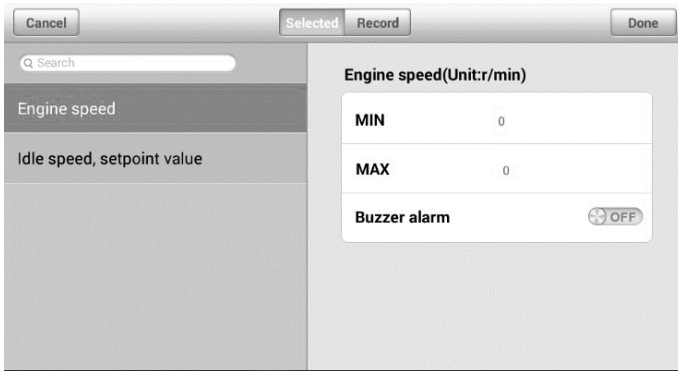 Cancel
Selected Record
Done
Search
Engine speed
Idle speed, setpoint value
Engine speed(Unit:r/min)
MIN 0
MAX 0
Buzzer alarm OFF